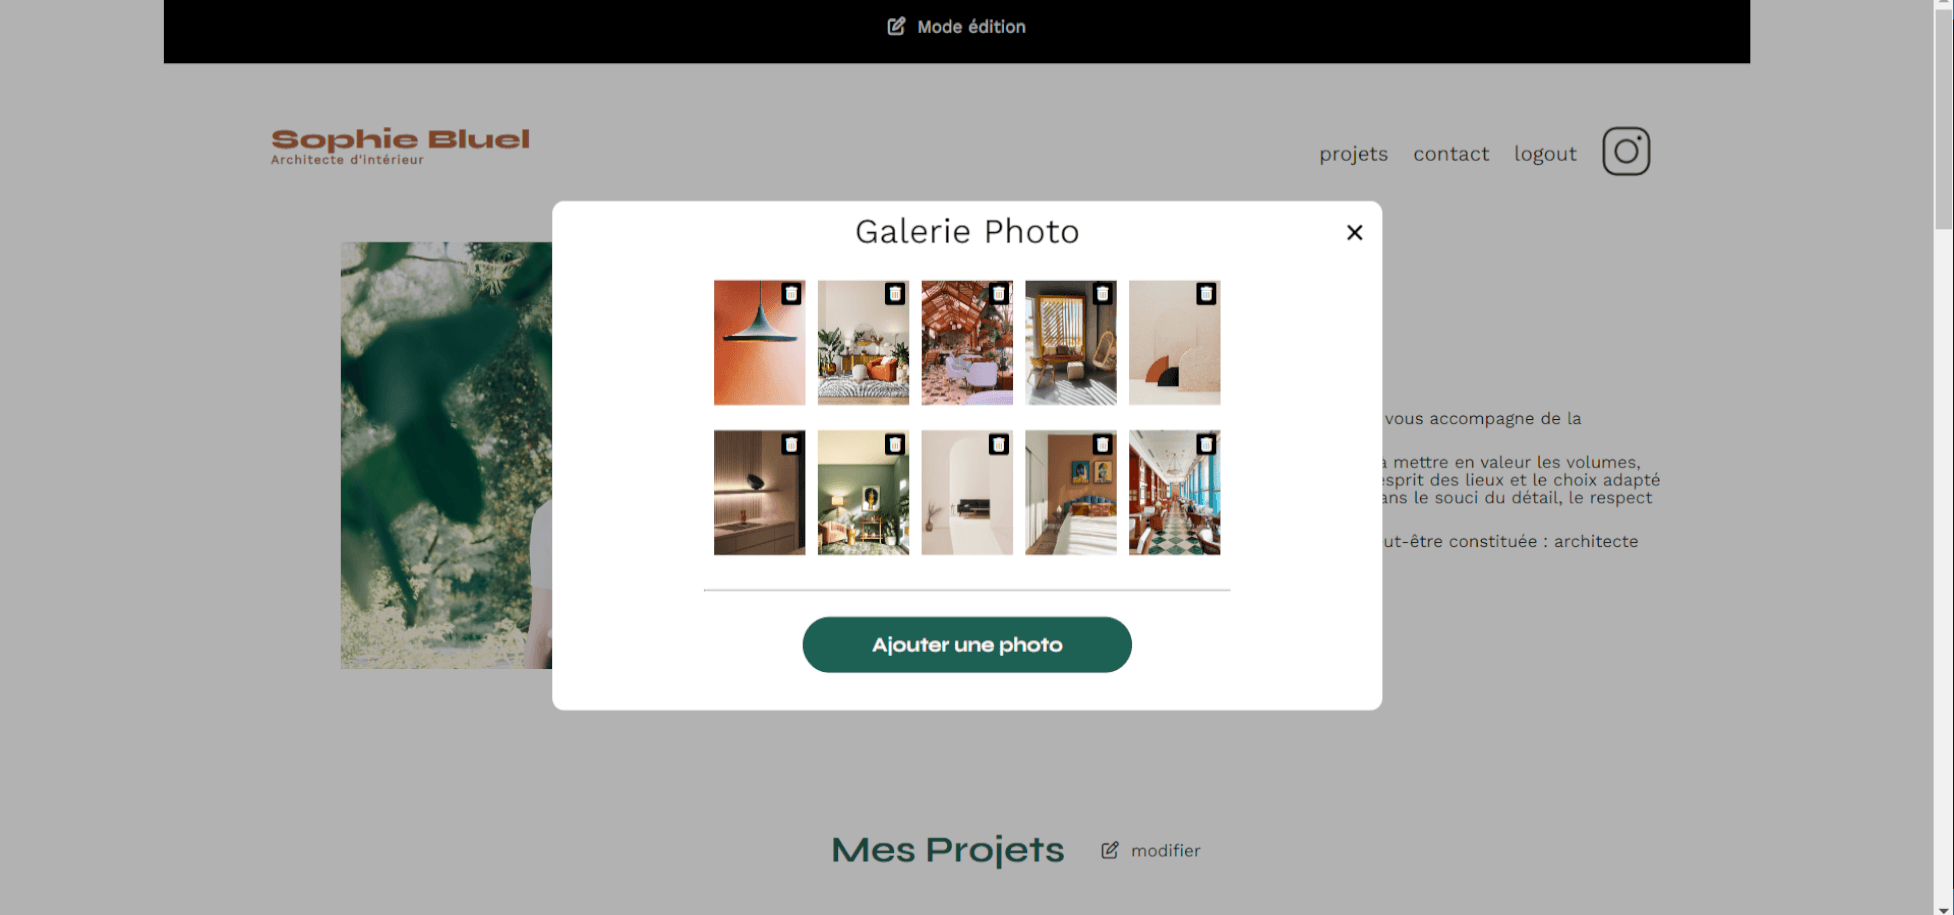 Mode édition
Sophie Bluel
Architecte d'intérieur
projets contact logout
Galerie Photo
vous accompagne de la
mettre en valeur les volumes,
esprit des lieux et le choix adapté
ans le souci du détail, le respect
ut-être constituée : architecte
Ajouter une photo
Mes Projets
modifier